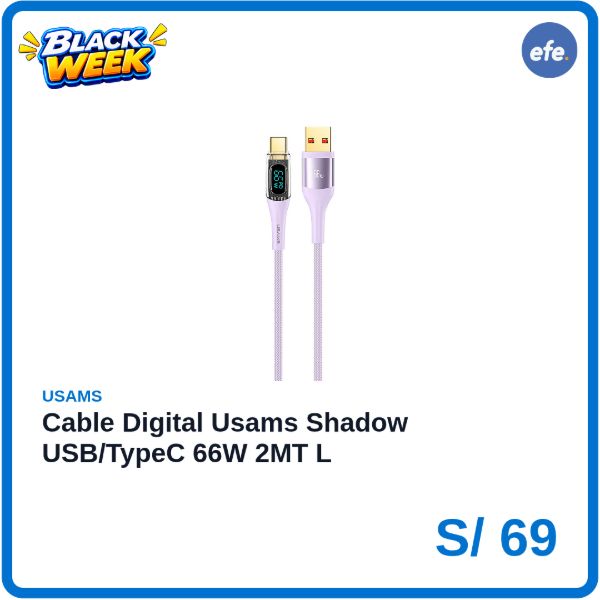 BLACK
WEEK
efe.
USAMS
Cable Digital Usams Shadow
USB/TypeC 66W 2MT L
S/ 69